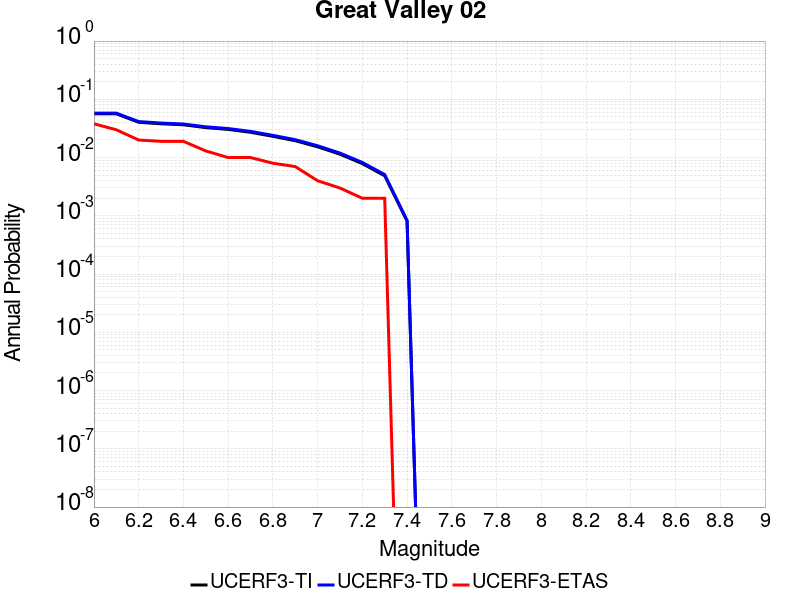 Great Valley 02
10^0
10^-1
10^-2
10^-3
10^-4
10^-5
10^-6
10^-7
10^-8
Annual Probability
6 6.2 6.4 6.6 6.8 7 7.2 7.4 7.6 7.8 8 8.2 8.4 8.6 8.8 9
Magnitude
UCERF3-TI UCERF3-TD UCERF3-ETAS